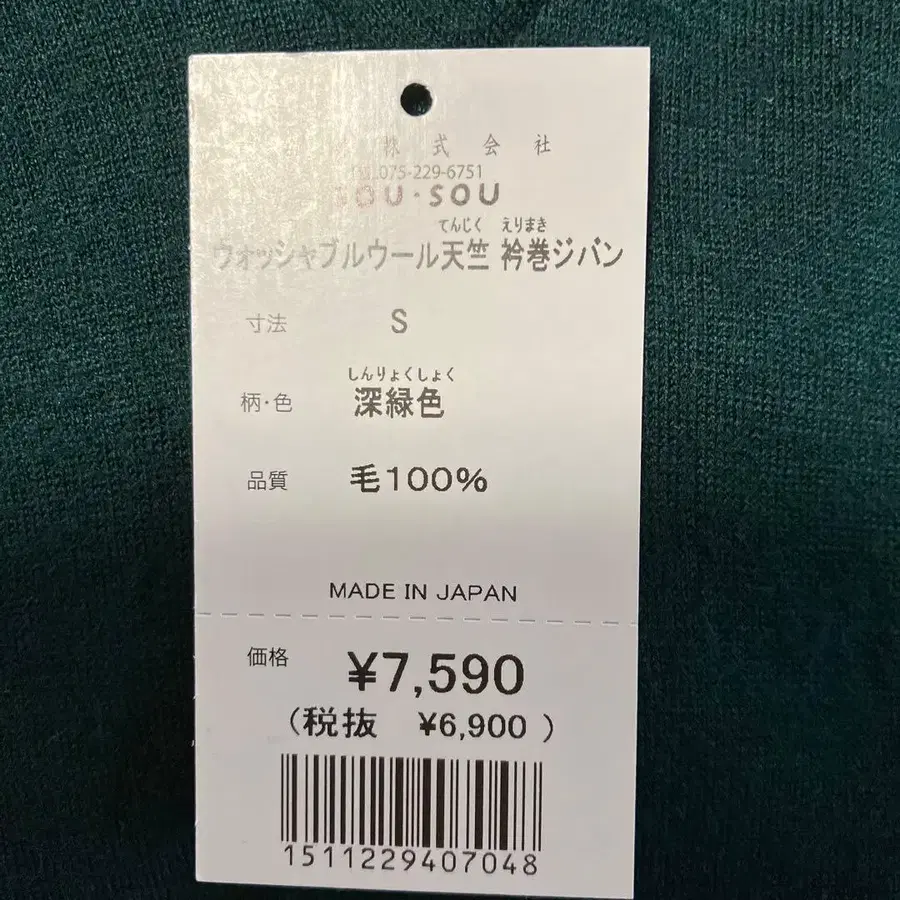 株式会社
TEL.075-229-6751
SOU・SOU
てんじく えりまき
ウォッシャブルウール天竺 衿巻ジバン
寸法 S
しんりょくしょく
柄・色 深緑色
品質 毛100%
MADE IN JAPAN
価格 ¥7,590
(税抜 ¥6,900 )
1511229407048